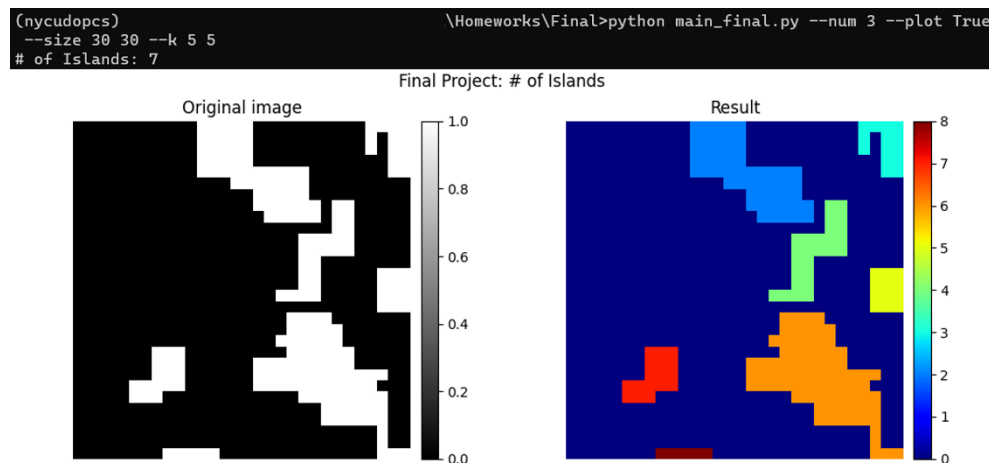 (nycudopcs) \Homeworks\Final>python main_final.py --num 3 --plot True
--size 30 30 --k 5 5
# of Islands: 7
Final Project: # of Islands
Original image
Result
1.0
0.8
0.6
0.4
0.2
0.0
8
7
6
5
4
3
2
1
0